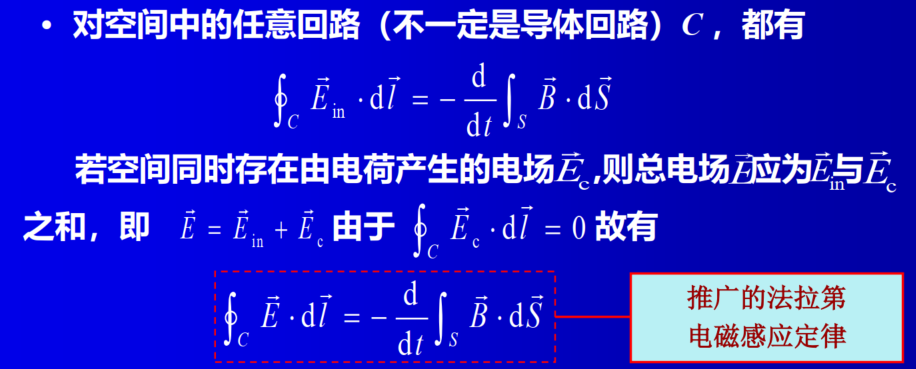 • 对空间中的任意回路（不一定是导体回路）C ，都有
$\oint_C \vec{E}_{\text{in}} \cdot \mathrm{d}\vec{l} = -\frac{\mathrm{d}}{\mathrm{d}t} \int_S \vec{B} \cdot \mathrm{d}\vec{S}$
若空间同时存在由电荷产生的电场$\vec{E}_{\text{c}}$,则总电场$\vec{E}$应为$\vec{E}_{\text{in}}$与$\vec{E}_{\text{c}}$
之和，即 $\vec{E} = \vec{E}_{\text{in}} + \vec{E}_{\text{c}}$ 由于 $\oint_C \vec{E}_{\text{c}} \cdot \mathrm{d}\vec{l} = 0$ 故有
$\oint_C \vec{E} \cdot \mathrm{d}\vec{l} = -\frac{\mathrm{d}}{\mathrm{d}t} \int_S \vec{B} \cdot \mathrm{d}\vec{S}$
推广的法拉第
电磁感应定律